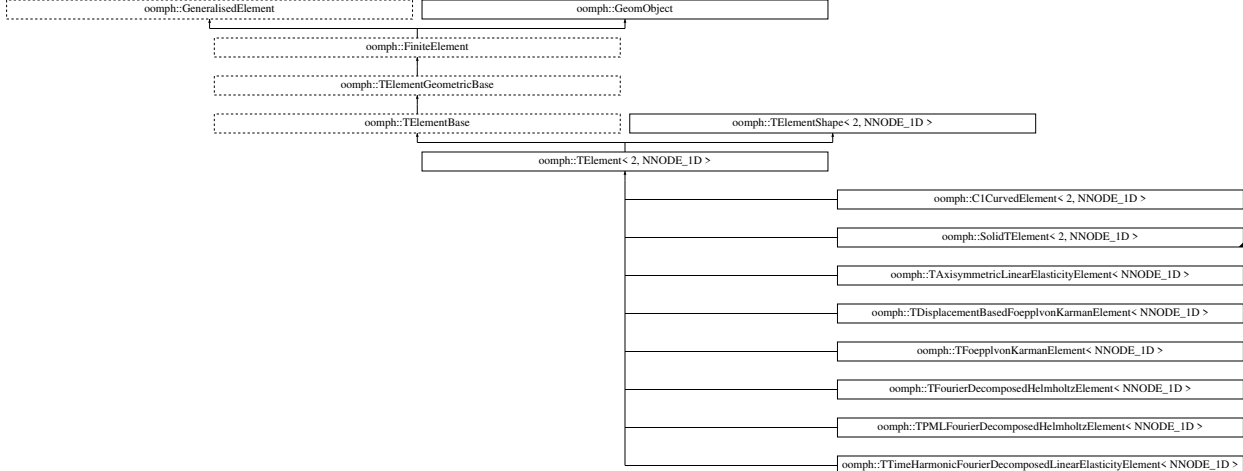 oomph::GeneralisedElement
oomph::GeomObject
oomph::FiniteElement
oomph::TElementGeometricBase
oomph::TElementBase
oomph::TElementShape< 2, NNODE_1D >
oomph::TElement< 2, NNODE_1D >
oomph::C1CurvedElement< 2, NNODE_1D >
oomph::SolidTElement< 2, NNODE_1D >
oomph::TAxisymmetricLinearElasticityElement< NNODE_1D >
oomph::TDisplacementBasedFoepplvonKarmanElement< NNODE_1D >
oomph::TFoepplvonKarmanElement< NNODE_1D >
oomph::TFourierDecomposedHelmholtzElement< NNODE_1D >
oomph::TPMLFourierDecomposedHelmholtzElement< NNODE_1D >
oomph::TTimeHarmonicFourierDecomposedLinearElasticityElement< NNODE_1D >